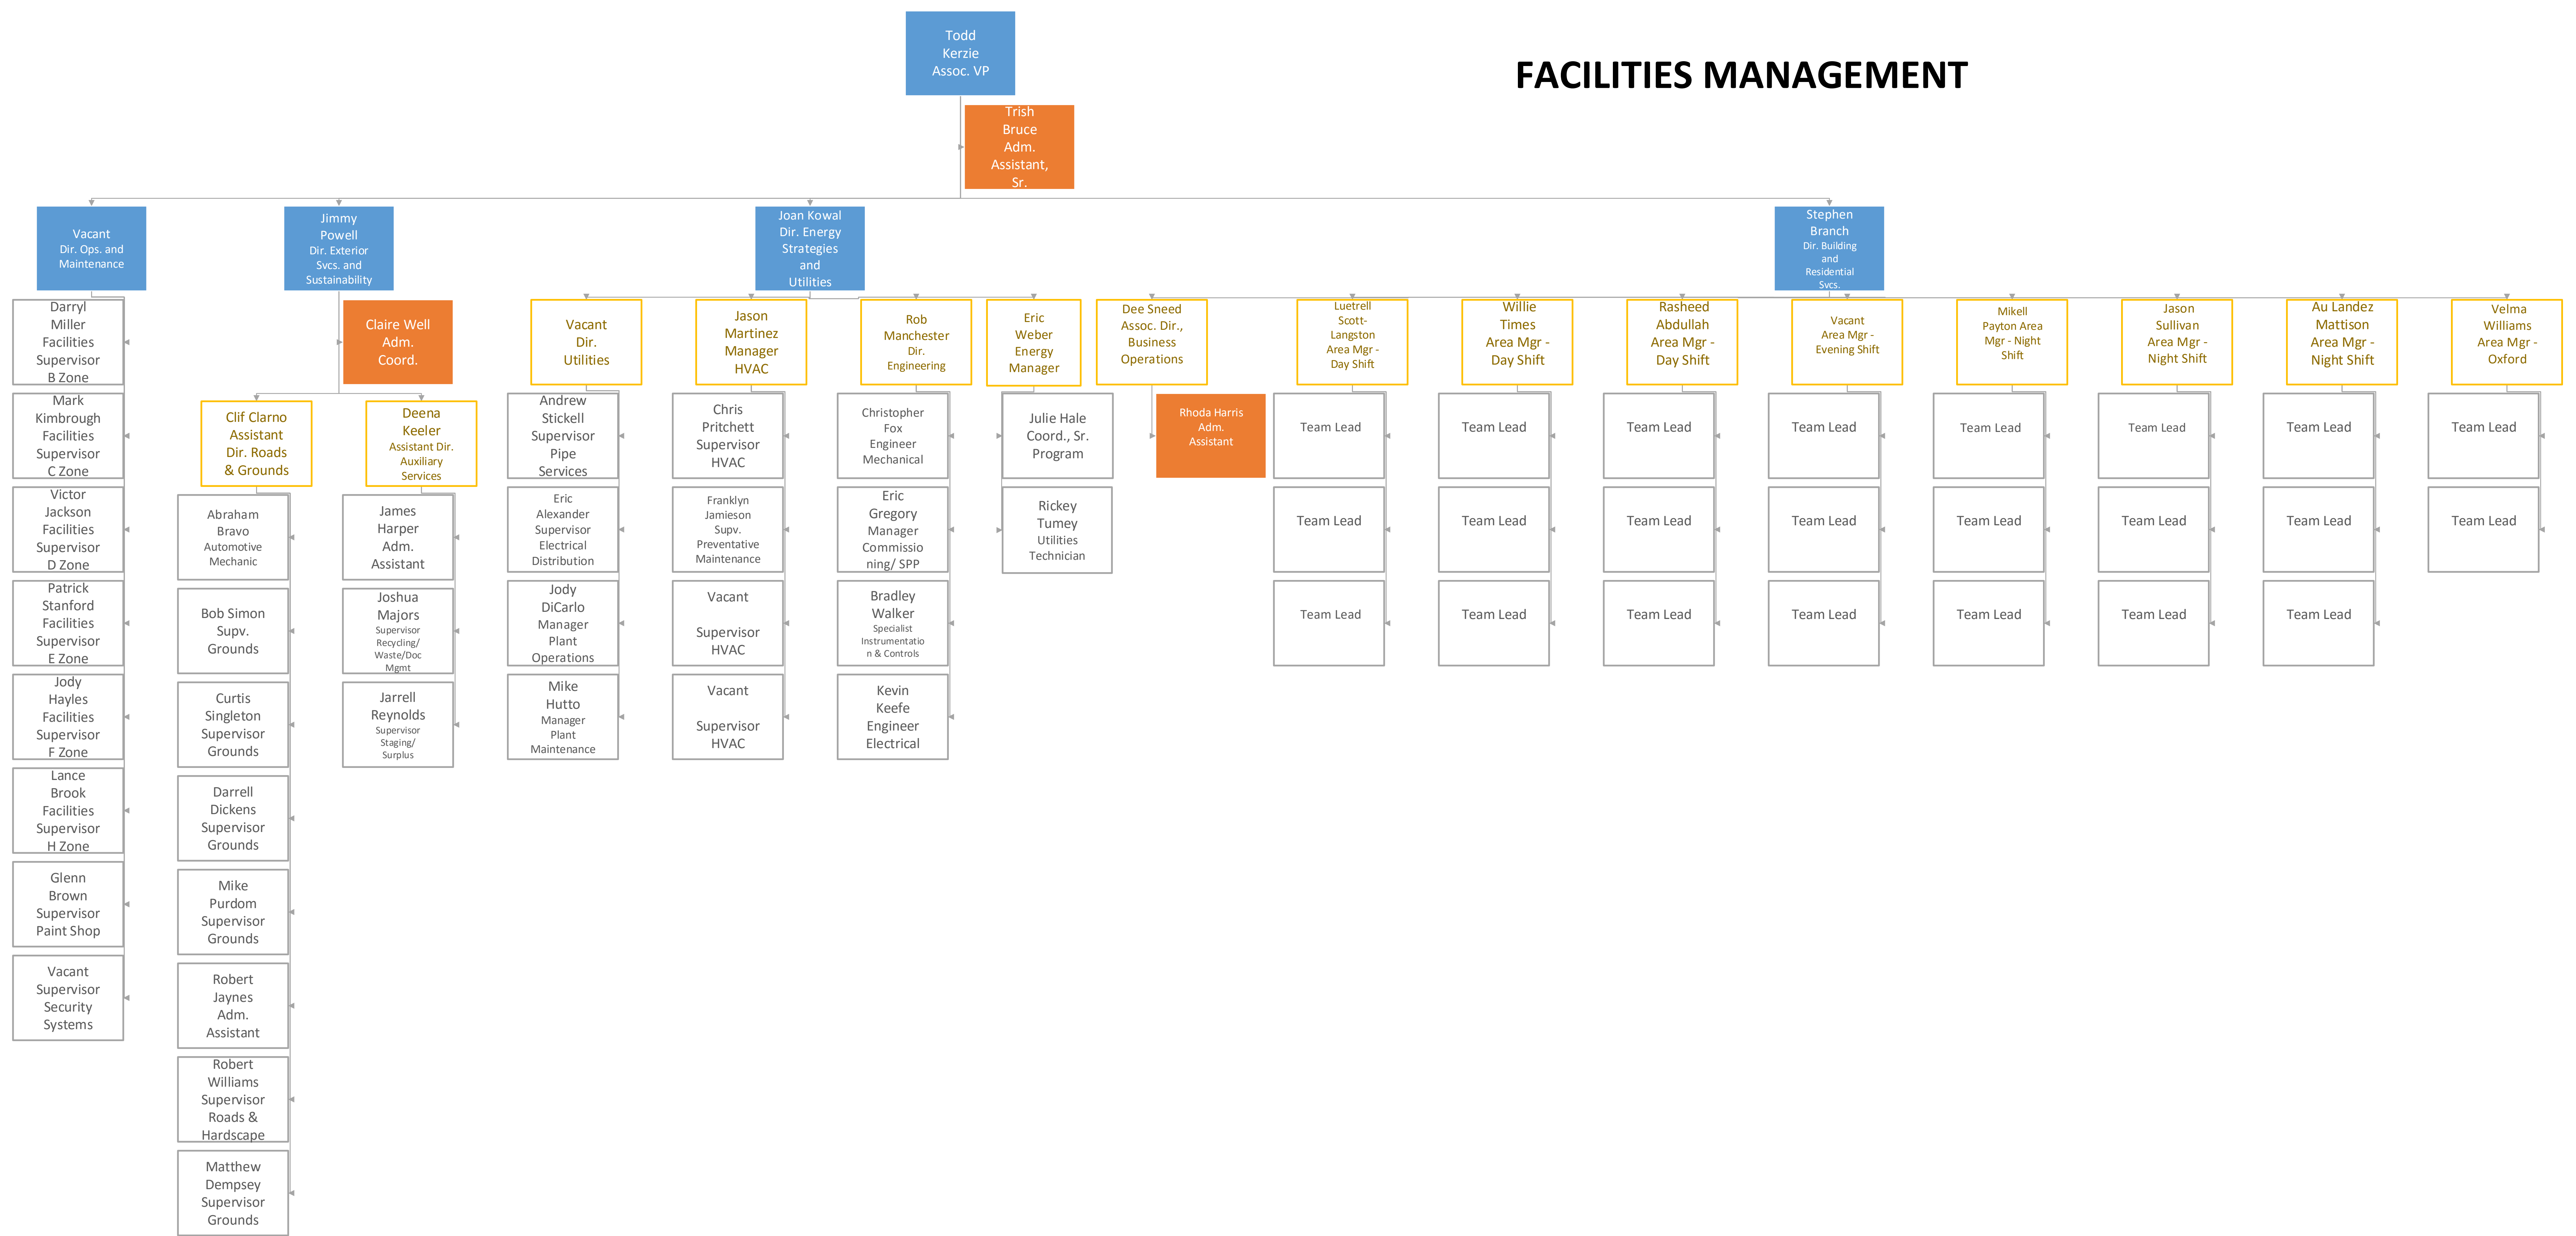 Todd
Kerzie
Assoc. VP
FACILITIES MANAGEMENT
Trish
Bruce
Adm.
Assistant,
Sr.
Vacant
Dir. Ops. and
Maintenance
Jimmy
Powell
Dir. Exterior
Svcs. and
Sustainability
Joan Kowal
Dir. Energy
Strategies
and
Utilities
Stephen
Branch
Dir. Building
and
Residential
Svcs.
Darryl
Miller
Facilities
Supervisor
B Zone
Mark
Kimbrough
Facilities
Supervisor
C Zone
Victor
Jackson
Facilities
Supervisor
D Zone
Patrick
Stanford
Facilities
Supervisor
E Zone
Jody
Hayles
Facilities
Supervisor
F Zone
Lance
Brook
Facilities
Supervisor
H Zone
Glenn
Brown
Supervisor
Paint Shop
Vacant
Supervisor
Security
Systems
Claire Well
Adm.
Coord.
Clif Clarno
Assistant
Dir. Roads
& Grounds
Abraham
Bravo
Automotive
Mechanic
Bob Simon
Supv.
Grounds
Curtis
Singleton
Supervisor
Grounds
Darrell
Dickens
Supervisor
Grounds
Mike
Purdom
Supervisor
Grounds
Robert
Jaynes
Adm.
Assistant
Robert
Williams
Supervisor
Roads &
Hardscape
Matthew
Dempsey
Supervisor
Grounds
Deena
Keeler
Assistant Dir.
Auxiliary
Services
James
Harper
Adm.
Assistant
Joshua
Majors
Supervisor
Recycling/
Waste/Doc
Mgmt
Jarrell
Reynolds
Supervisor
Staging/
Surplus
Vacant
Dir.
Utilities
Andrew
Stickell
Supervisor
Pipe
Services
Eric
Alexander
Supervisor
Electrical
Distribution
Jody
DiCarlo
Manager
Plant
Operations
Mike
Hutto
Manager
Plant
Maintenance
Jason
Martinez
Manager
HVAC
Chris
Pritchett
Supervisor
HVAC
Franklyn
Jamieson
Supv.
Preventative
Maintenance
Vacant
Supervisor
HVAC
Vacant
Supervisor
HVAC
Rob
Manchester
Dir.
Engineering
Christopher
Fox
Engineer
Mechanical
Eric
Gregory
Manager
Commissio
ning/ SPP
Bradley
Walker
Specialist
Instrumentatio
n & Controls
Kevin
Keefe
Engineer
Electrical
Eric
Weber
Energy
Manager
Julie Hale
Coord., Sr.
Program
Rickey
Tumey
Utilities
Technician
Dee Sneed
Assoc. Dir.,
Business
Operations
Rhoda Harris
Adm.
Assistant
Luetrell
Scott-
Langston
Area Mgr -
Day Shift
Team Lead
Team Lead
Team Lead
Willie
Times
Area Mgr -
Day Shift
Team Lead
Team Lead
Team Lead
Rasheed
Abdullah
Area Mgr -
Day Shift
Team Lead
Team Lead
Team Lead
Vacant
Area Mgr -
Evening Shift
Team Lead
Team Lead
Team Lead
Mikell
Payton Area
Mgr - Night
Shift
Team Lead
Team Lead
Team Lead
Jason
Sullivan
Area Mgr -
Night Shift
Team Lead
Team Lead
Team Lead
Au Landez
Mattison
Area Mgr -
Night Shift
Team Lead
Team Lead
Team Lead
Velma
Williams
Area Mgr -
Oxford
Team Lead
Team Lead